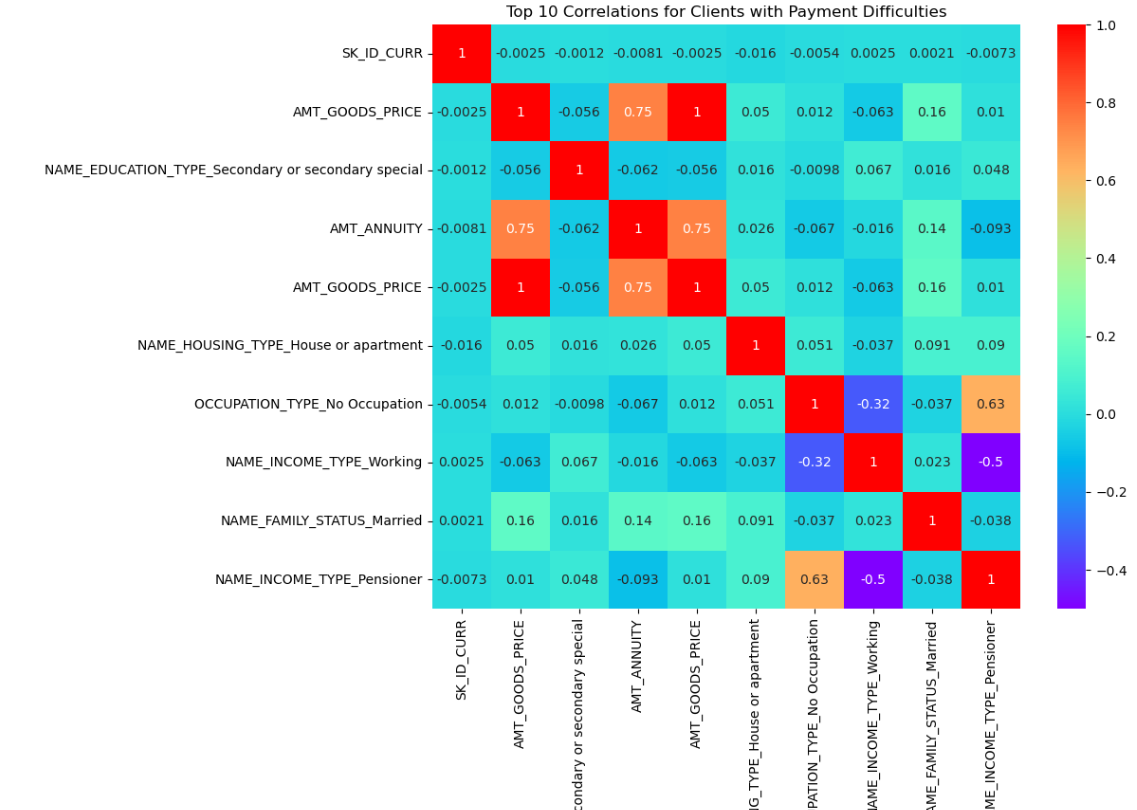 Top 10 Correlations for Clients with Payment Difficulties
SK_ID_CURR 1 -0.0025 -0.0012 -0.0081 -0.0025 -0.016 -0.0054 0.0025 0.0021 -0.0073
AMT_GOODS_PRICE -0.0025 1 -0.056 0.75 1 0.05 0.012 -0.063 0.16 0.01
NAME_EDUCATION_TYPE_Secondary or secondary special -0.0012 -0.056 1 -0.062 -0.056 0.016 -0.0098 0.067 0.016 0.048
AMT_ANNUITY -0.0081 0.75 -0.062 1 0.75 0.026 -0.067 -0.016 0.14 -0.093
AMT_GOODS_PRICE -0.0025 1 -0.056 0.75 1 0.05 0.012 -0.063 0.16 0.01
NAME_HOUSING_TYPE_House or apartment -0.016 0.05 0.016 0.026 0.05 1 0.051 -0.037 0.091 0.09
OCCUPATION_TYPE_No Occupation -0.0054 0.012 -0.0098 -0.067 0.012 0.051 1 -0.32 -0.037 0.63
NAME_INCOME_TYPE_Working 0.0025 -0.063 0.067 -0.016 -0.063 -0.037 -0.32 1 0.023 -0.5
NAME_FAMILY_STATUS_Married 0.0021 0.16 0.016 0.14 0.16 0.091 -0.037 0.023 1 -0.038
NAME_INCOME_TYPE_Pensioner -0.0073 0.01 0.048 -0.093 0.01 0.09 0.63 -0.5 -0.038 1
SK_ID_CURR
AMT_GOODS_PRICE
condary or secondary special
AMT_ANNUITY
AMT_GOODS_PRICE
NG_TYPE_House or apartment
PATION_TYPE_No Occupation
NAME_INCOME_TYPE_Working
AME_FAMILY_STATUS_Married
ME_INCOME_TYPE_Pensioner
1.0
0.8
0.6
0.4
0.2
0.0
−0.2
−0.4